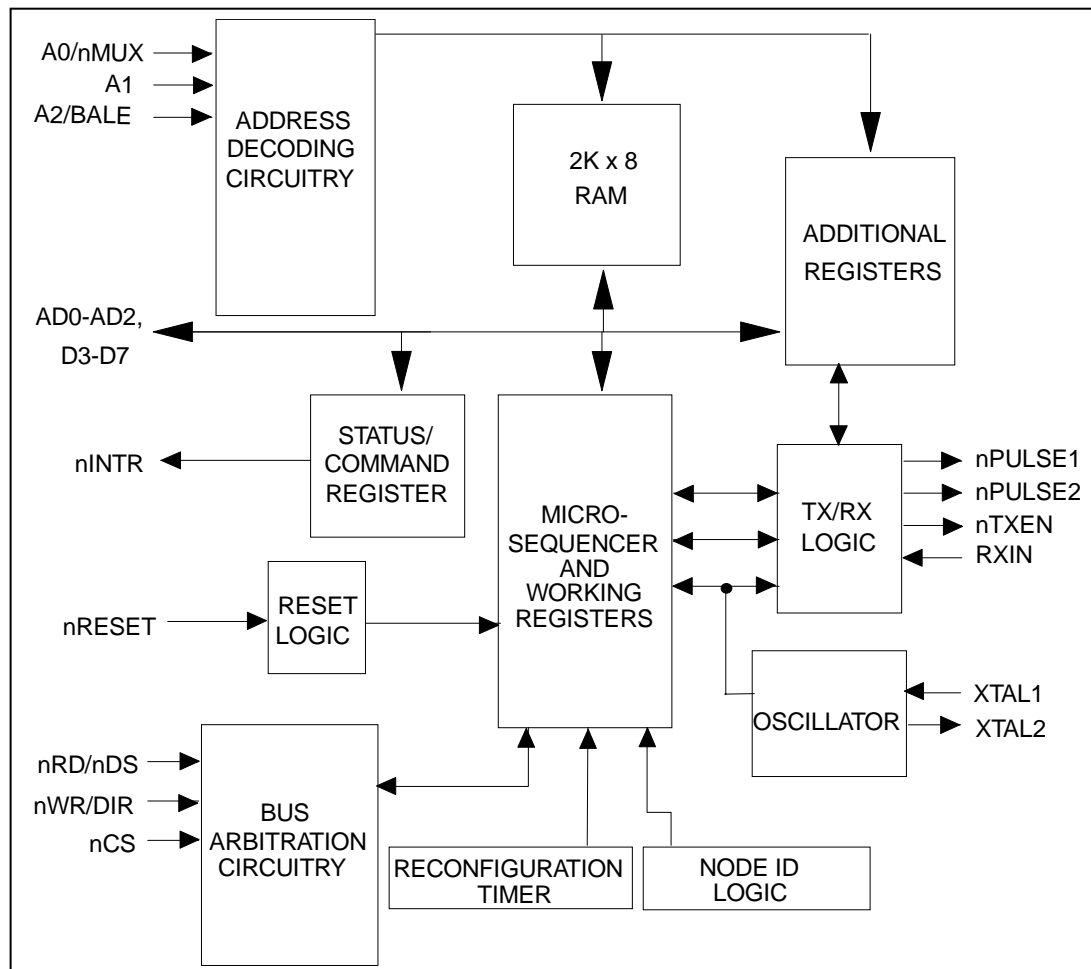 A0/nMUX
A1
A2/BALE
ADDRESS
DECODING
CIRCUITRY
2K x 8
RAM
ADDITIONAL
REGISTERS
AD0-AD2,
D3-D7
nINTR
STATUS/
COMMAND
REGISTER
MICRO-
SEQUENCER
AND
WORKING
REGISTERS
TX/RX
LOGIC
nPULSE1
nPULSE2
nTXEN
RXIN
nRESET
RESET
LOGIC
OSCILLATOR
XTAL1
XTAL2
nRD/nDS
nWR/DIR
nCS
BUS
ARBITRATION
CIRCUITRY
RECONFIGURATION
TIMER
NODE ID
LOGIC